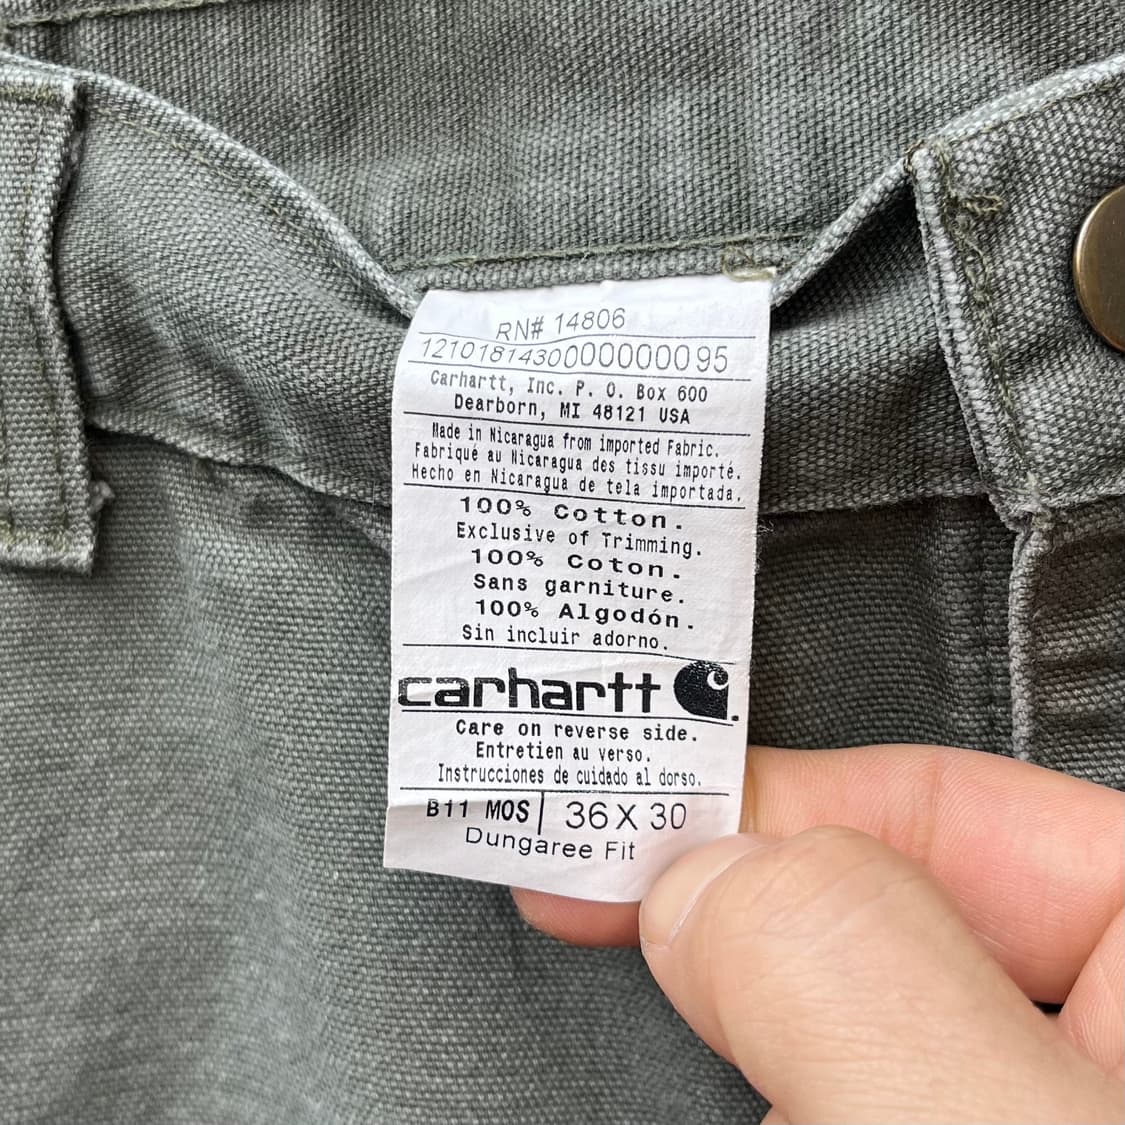 RN# 14806
1210181430000000000095
Carhartt, Inc. P. O. Box 600
Dearborn, MI 48121 USA
Made in Nicaragua from imported Fabric.
Fabriqué au Nicaragua des tissu importé.
Hecho en Nicaragua de tela importada.
100% Cotton.
Exclusive of Trimming.
100% Coton.
Sans garniture.
100% Algodón.
Sin incluir adorno.
carhartt
Care on reverse side.
Entretien au verso.
Instrucciones de cuidado al dorso.
B11 MOS 36 X 30
Dungaree Fit